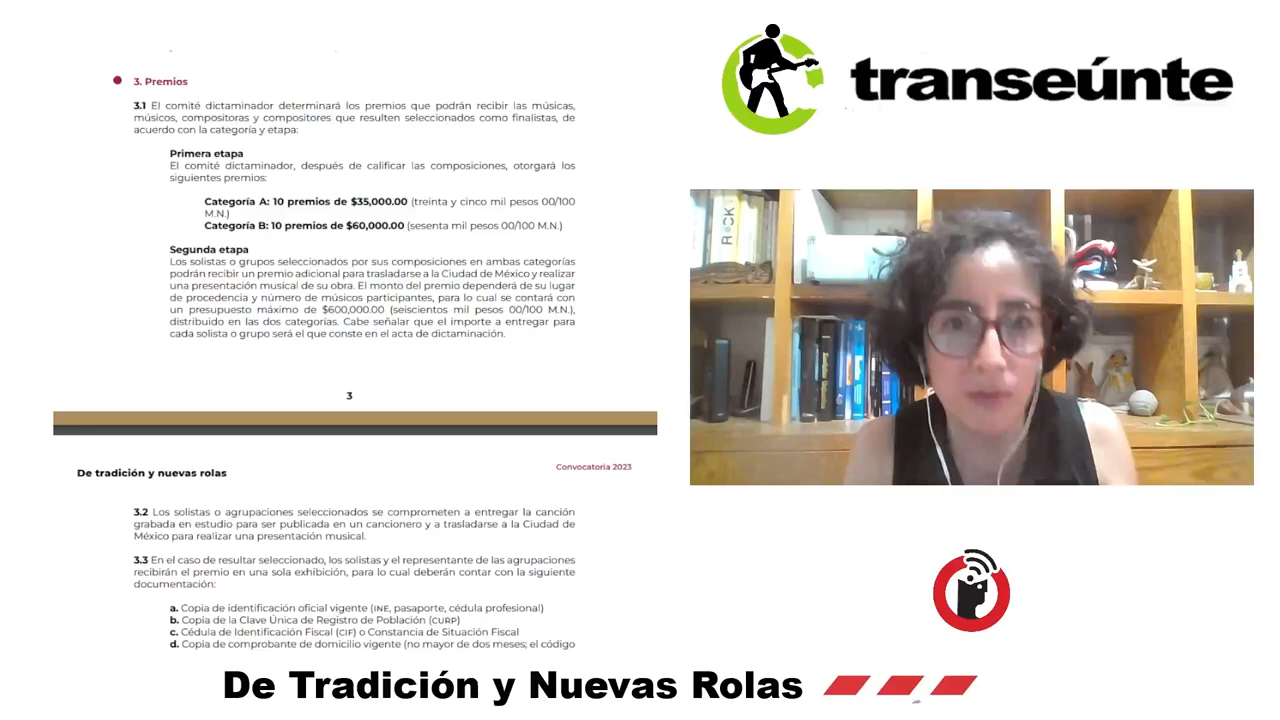 3. Premios
3.1 El comité dictaminador determinará los premios que podrán recibir las músicas,
músicos, compositoras y compositores que resulten seleccionados como finalistas, de
acuerdo con la categoría y etapa:
Primera etapa
El comité dictaminador, después de calificar las composiciones, otorgará los
siguientes premios:
Categoría A: 10 premios de $35,000.00 (treinta y cinco mil pesos 00/100
M.N.)
Categoría B: 10 premios de $60,000.00 (sesenta mil pesos 00/100 M.N.)
Segunda etapa
Los solistas o grupos seleccionados por sus composiciones en ambas categorías
podrán recibir un premio adicional para trasladarse a la Ciudad de México y realizar
una presentación musical de su obra. El monto del premio dependerá de su lugar
de procedencia y número de músicos participantes, para lo cual se contará con
un presupuesto máximo de $600,000.00 (seiscientos mil pesos 00/100 M.N.),
distribuido en las dos categorías. Cabe señalar que el importe a entregar para
cada solista o grupo será el que conste en el acta de dictaminación.
3
De tradición y nuevas rolas
Convocatoria 2023
3.2 Los solistas o agrupaciones seleccionados se comprometen a entregar la canción
grabada en estudio para ser publicada en un cancionero y a trasladarse a la Ciudad de
México para realizar una presentación musical.
3.3 En el caso de resultar seleccionado, los solistas y el representante de las agrupaciones
recibirán el premio en una sola exhibición, para lo cual deberán contar con la siguiente
documentación:
a. Copia de identificación oficial vigente (INE, pasaporte, cédula profesional)
b. Copia de la Clave Única de Registro de Población (CURP)
c. Cédula de Identificación Fiscal (CIF) o Constancia de Situación Fiscal
d. Copia de comprobante de domicilio vigente (no mayor de dos meses; el código
transeúnte
ROCK
De Tradición y Nuevas Rolas